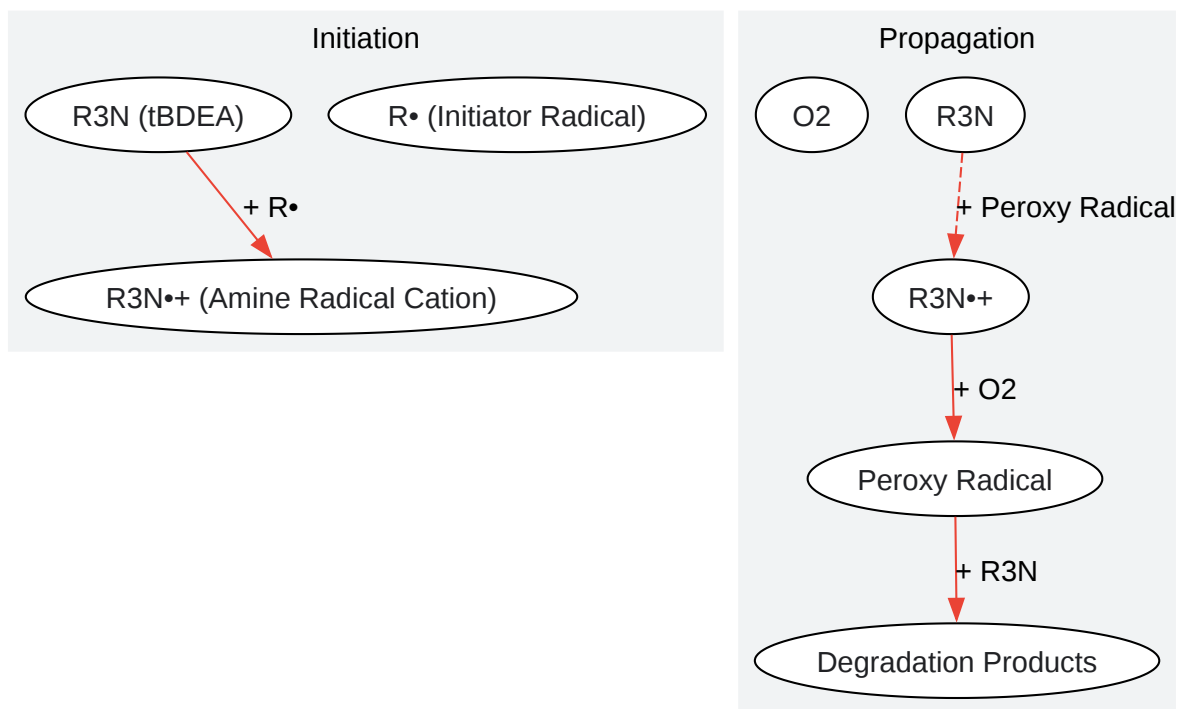 Initiation
R3N (tBDEA)
R• (Initiator Radical)
+ R•
R3N•+ (Amine Radical Cation)
Propagation
O2
R3N
+ Peroxy Radical
R3N•+
+ O2
Peroxy Radical
+ R3N
Degradation Products